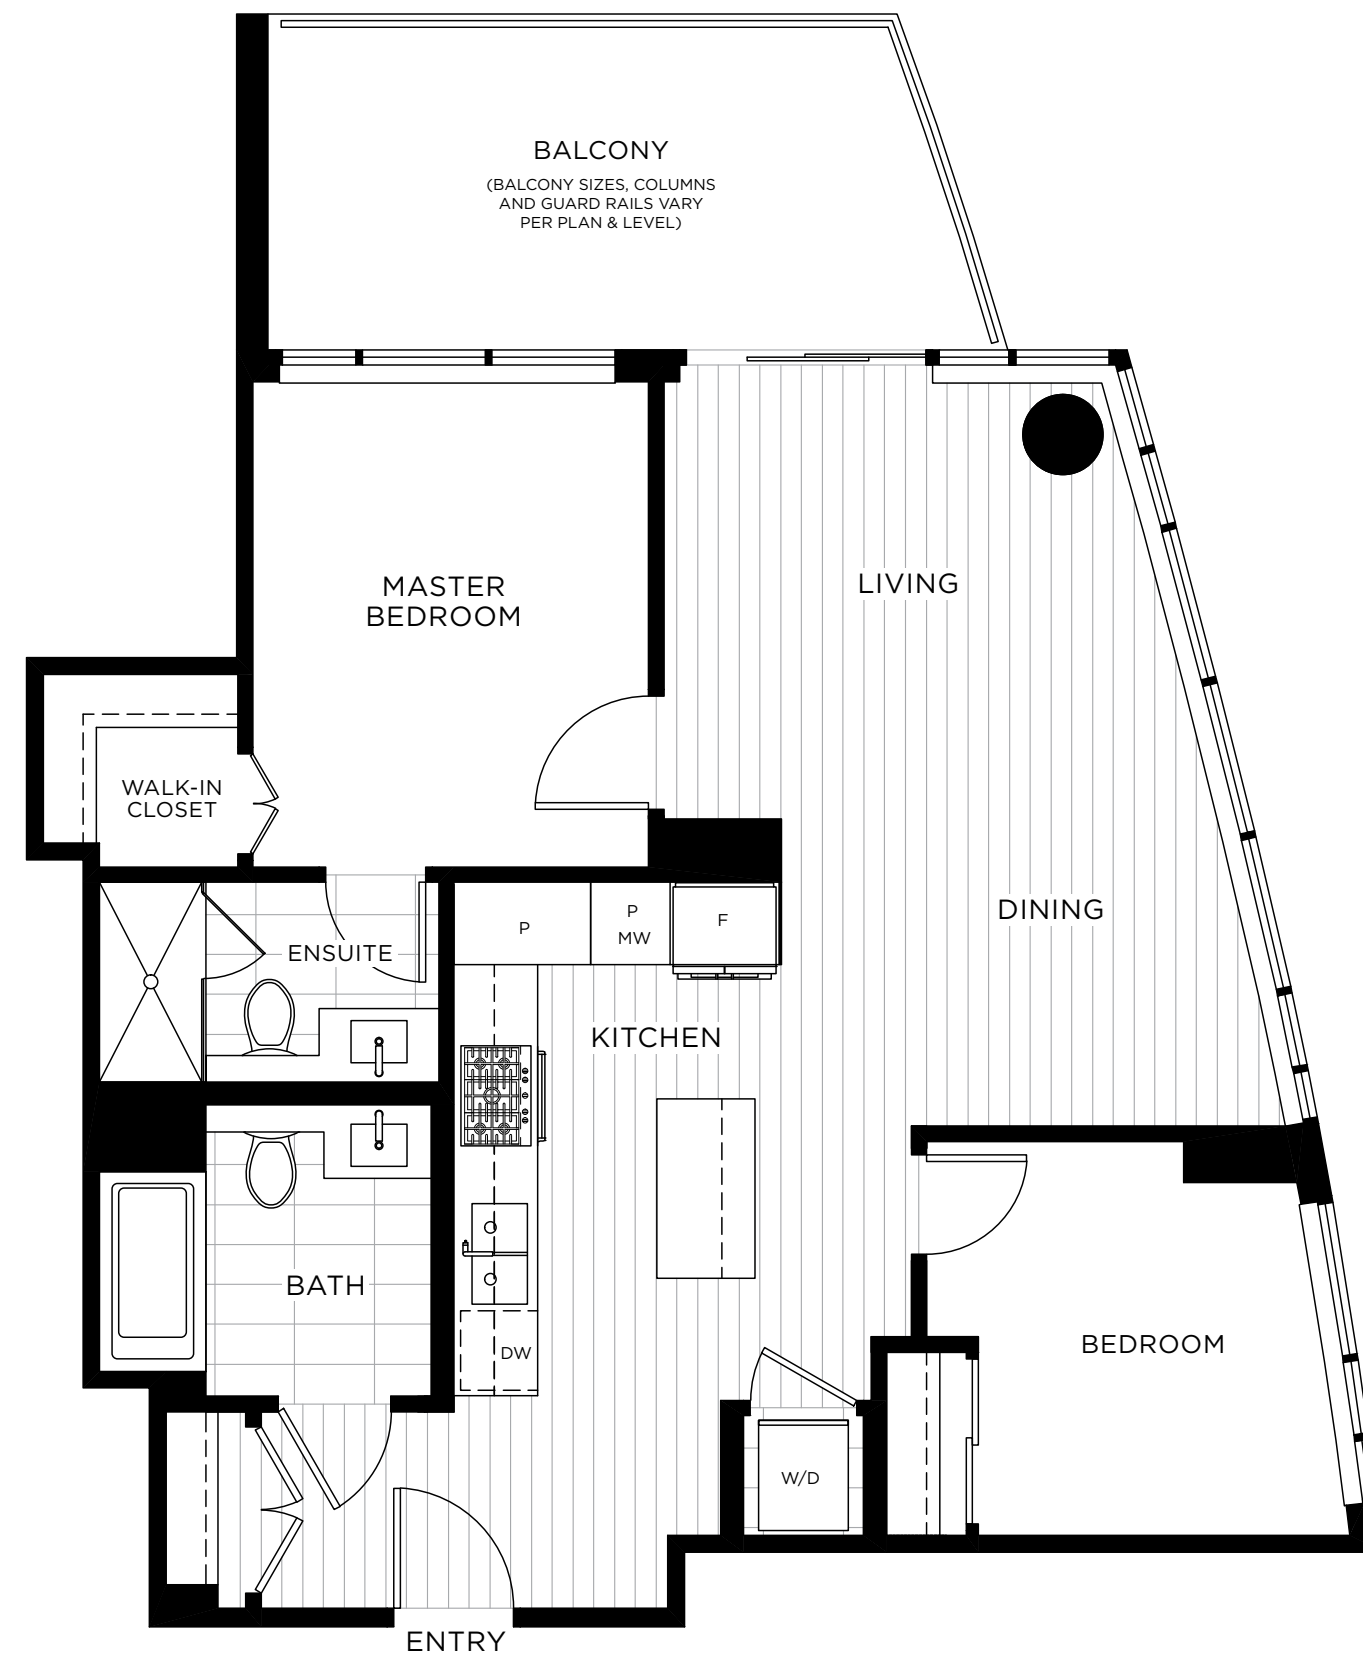 BALCONY
(BALCONY SIZES, COLUMNS
AND GUARD RAILS VARY
PER PLAN & LEVEL)
MASTER
BEDROOM
LIVING
WALK-IN
CLOSET
DINING
ENSUITE
P
P
MW
F
KITCHEN
BATH
DW
BEDROOM
W/D
ENTRY